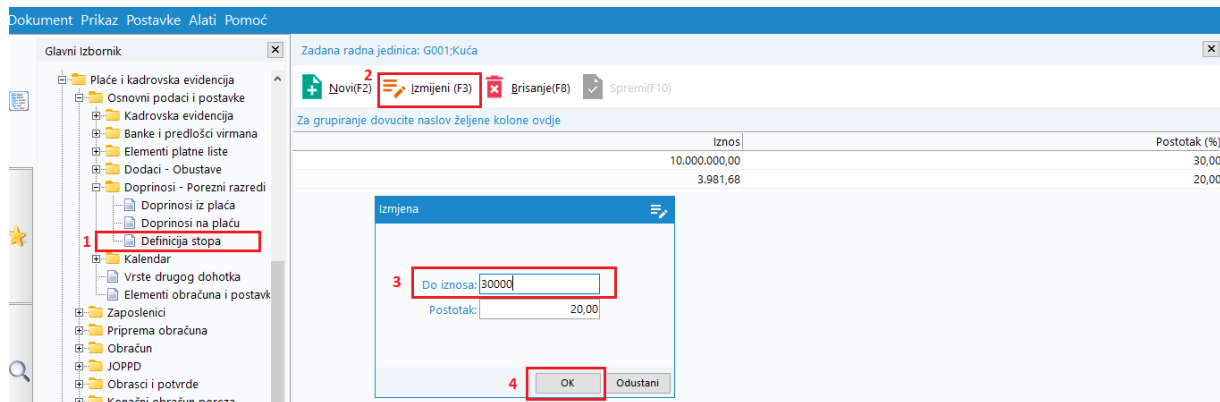 Dokument Prikaz Postavke Alati Pomoć
Glavni Izbornik
Plaće i kadrovska evidencija
Osnovni podaci i postavke
Kadrovska evidencija
Banke i predlošci virmana
Elementi platne liste
Dodaci - Obustave
Doprinosi - Porezni razredi
Doprinosi iz plaća
Doprinosi na plaću
1 Definicija stopa
Kalendar
Vrste drugog dohotka
Elementi obračuna i postavk
Zaposlenici
Priprema obračuna
Obračun
JOPPD
Obrasci i potvrde
Konačni obračun poreza
Zadana radna jedinica: G001;Kuća
2
Novi(F2) Izmijeni (F3) Brisanje(F8) Spremi(F10)
Za grupiranje dovucite naslov željene kolone ovdje
Iznos Postotak (%)
10.000.000,00 30,00
3.981,68 20,00
Izmjena
3 Do iznosa: 30000
Postotak: 20,00
4 OK Odustani